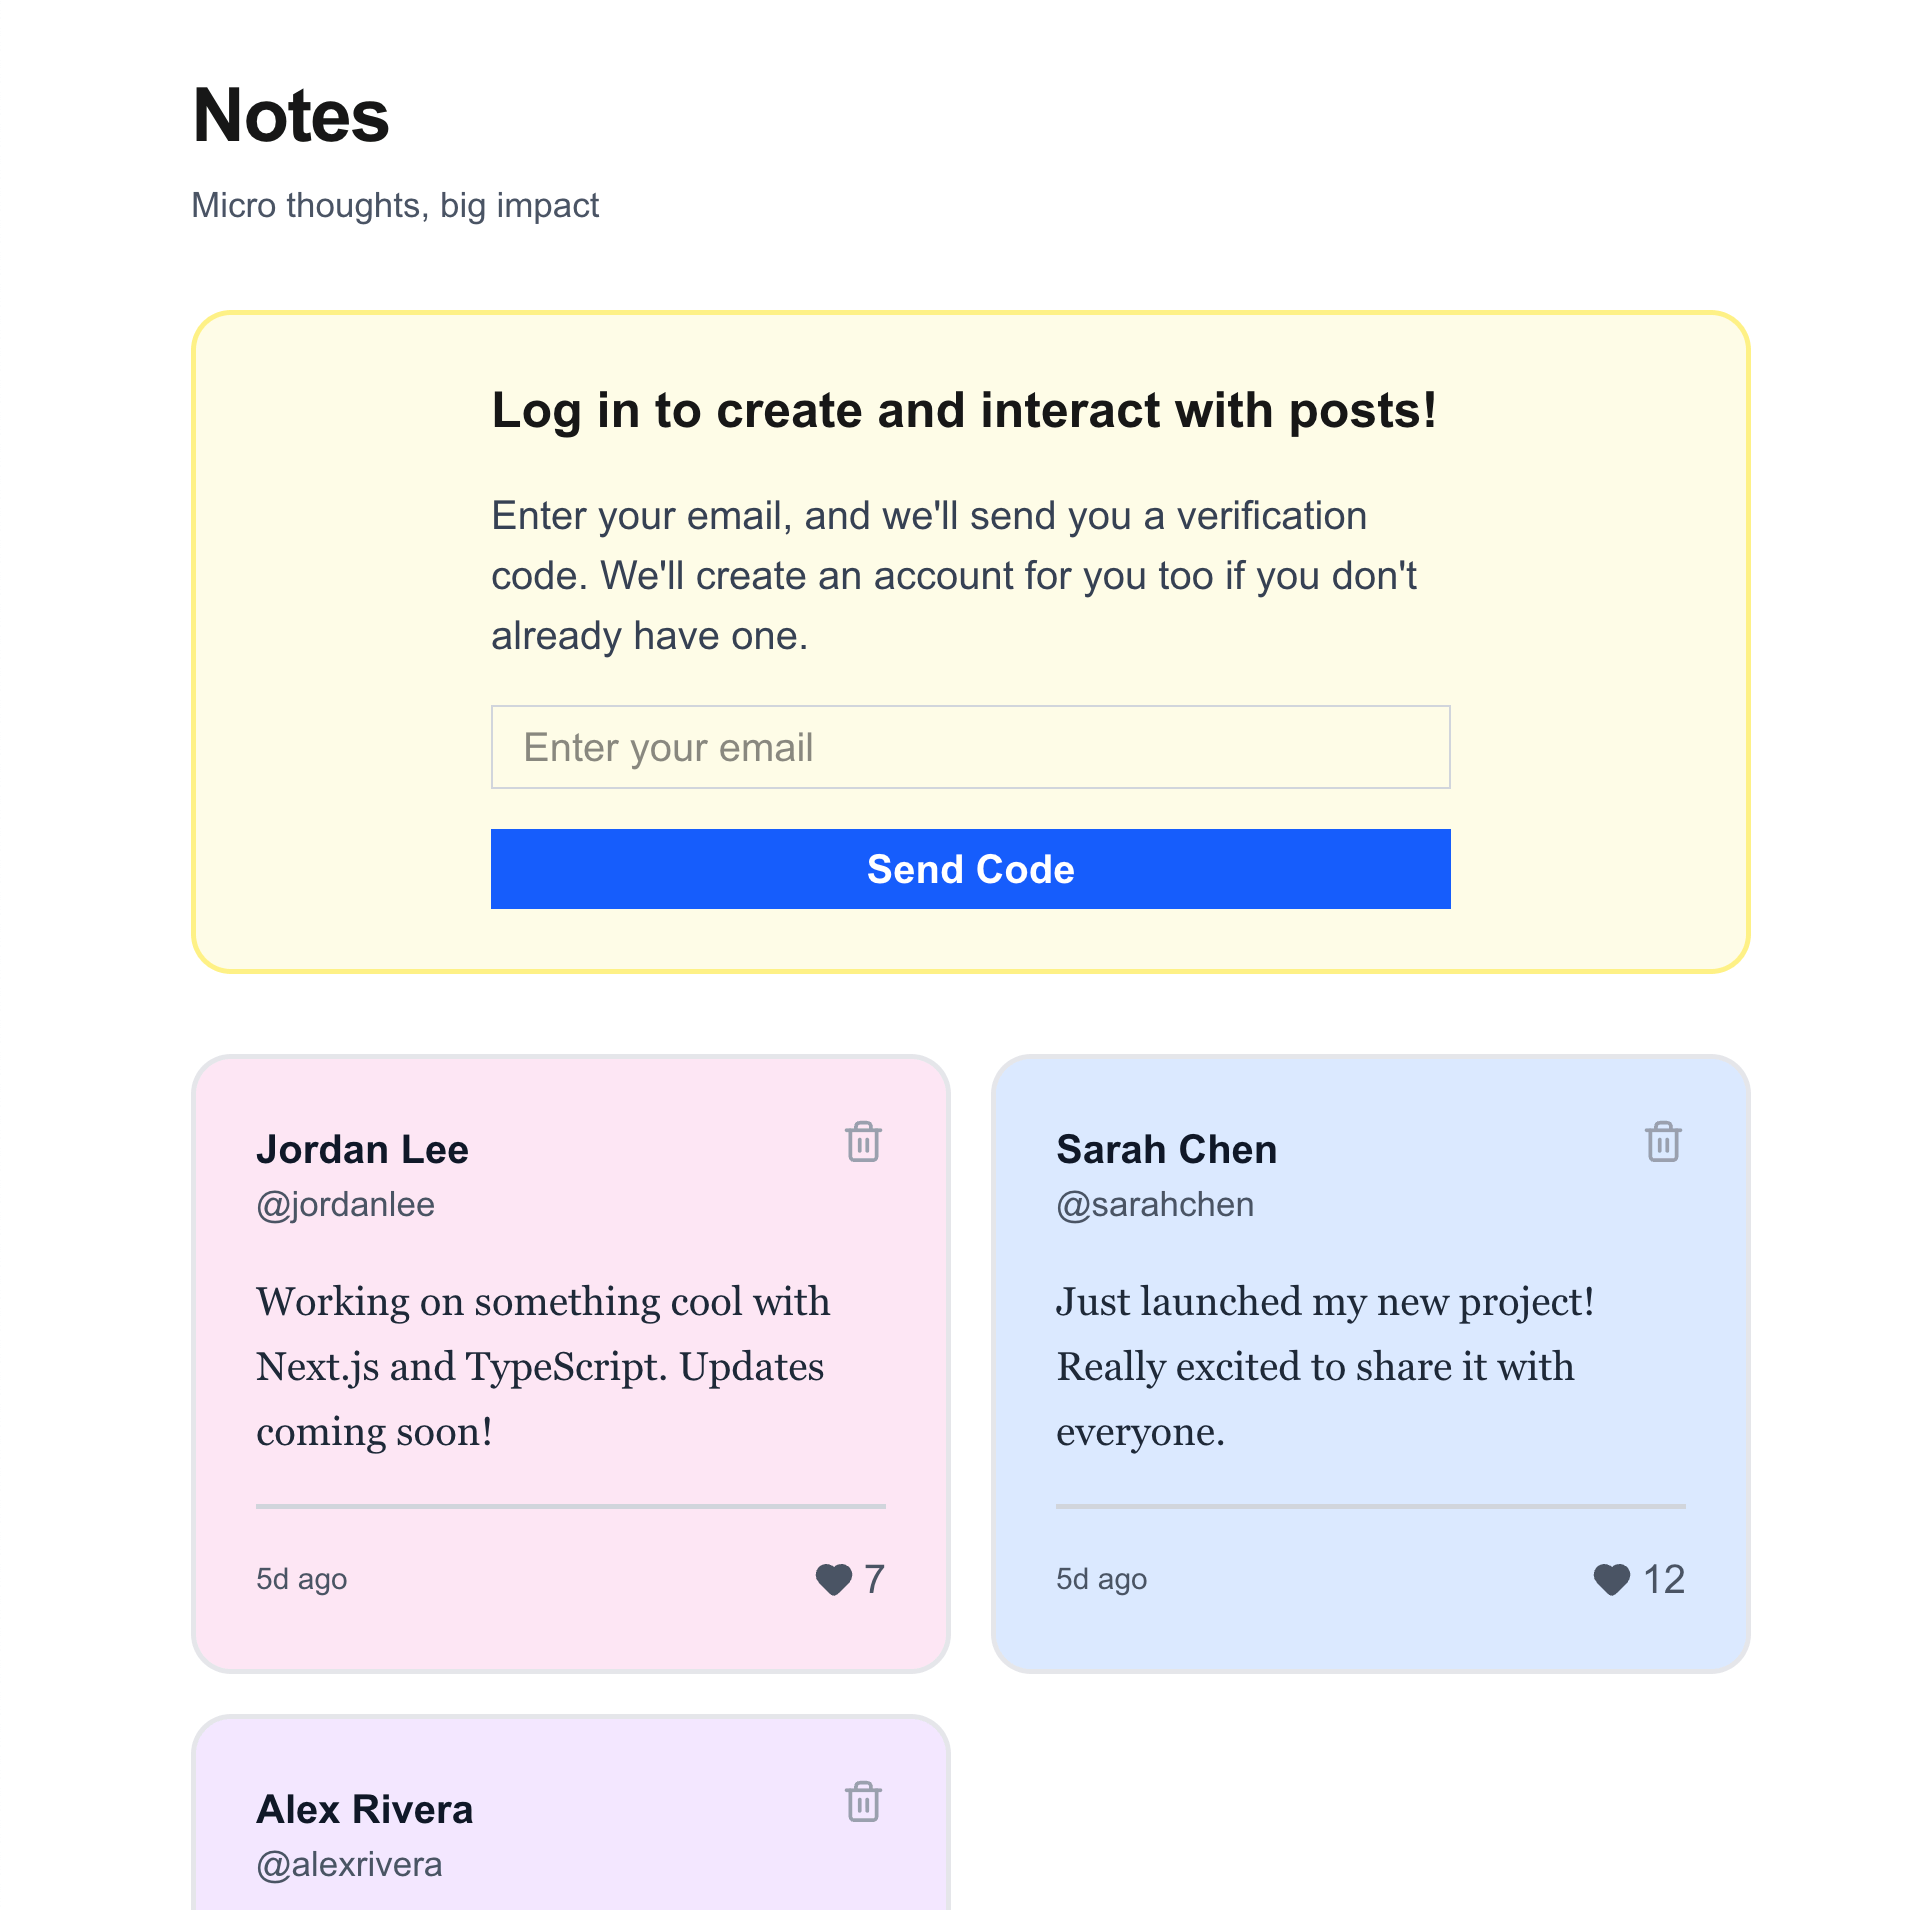 Notes
Micro thoughts, big impact
Log in to create and interact with posts!
Enter your email, and we'll send you a verification
code. We'll create an account for you too if you don't
already have one.
Enter your email
Send Code
Jordan Lee
@jordanlee
Working on something cool with
Next.js and TypeScript. Updates
coming soon!
5d ago
7
Sarah Chen
@sarahchen
Just launched my new project!
Really excited to share it with
everyone.
5d ago
12
Alex Rivera
@alexrivera